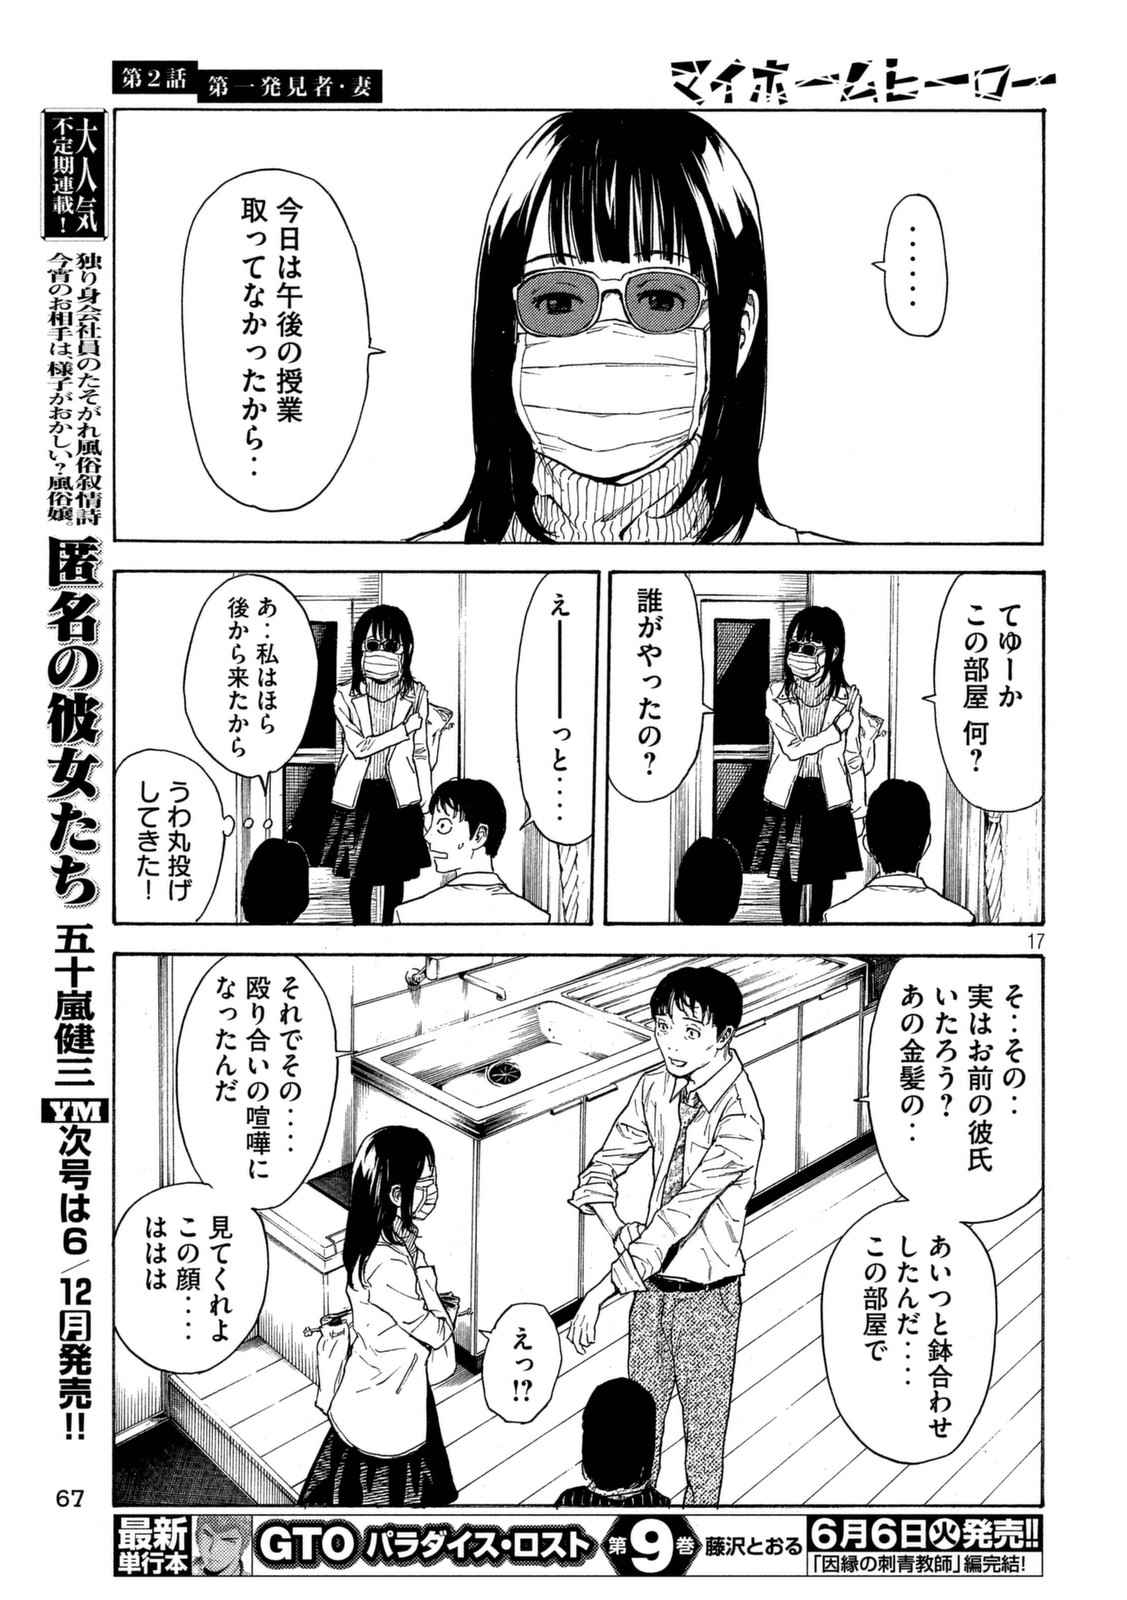 第2話
第一発見者・妻
マイホームヒーロー
・・・・・・
今日は午後の授業
取ってなかったから・・
てゆーか
この部屋 何?
誰がやったの?
えーーーっと・・・・
あ・・私はほら
後から来たから
うわ丸投げ
してきた!
17
そ・・その・・
実はお前の彼氏
いたろう?
あの金髪の・・
あいつと鉢合わせ
したんだ・・・・
この部屋で
えっ!?
それでその・・・・
殴り合いの喧嘩に
なったんだ
見てくれよ
この顔・・・・
ははは
大人気
不定期連載!
独り身会社員のたそがれ風俗叙情詩
今宵のお相手は、様子がおかしい?風俗嬢。
匿名の彼女たち
五十嵐健三
YM次号は6/12月発売!!
67
最新
単行本
GTO パラダイス・ロスト
第9巻
藤沢とおる
6月6日火発売!!
「因縁の刺青教師」編完結!